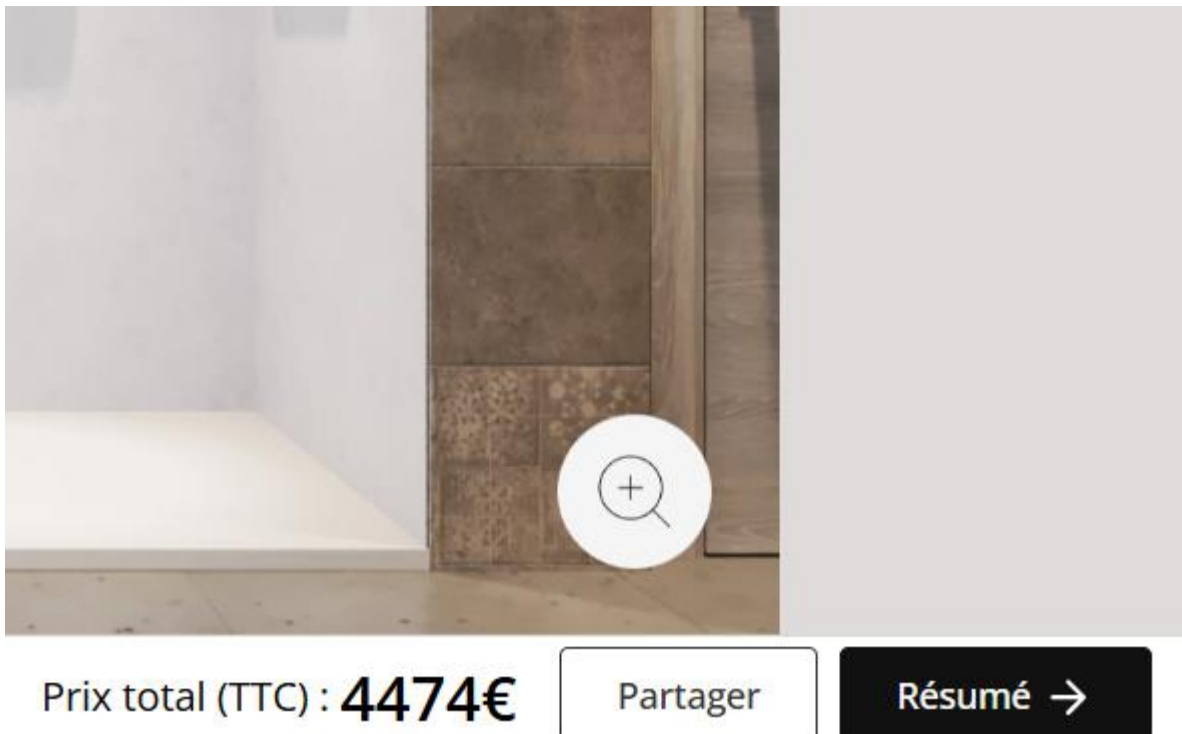 Prix total (TTC) : 4474€ Partager Résumé →